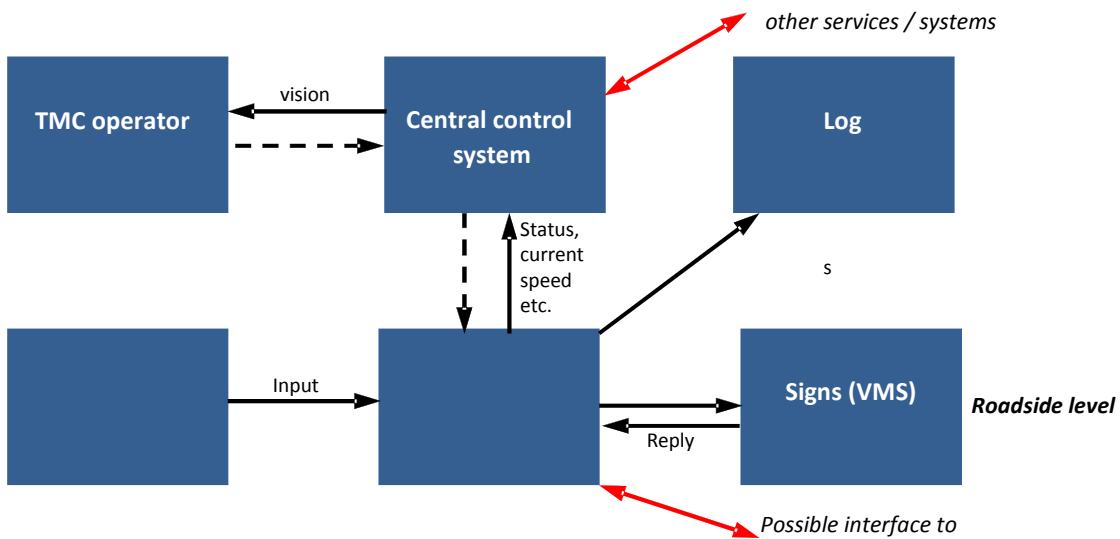 other services / systems
vision
TMC operator
Central control
system
Log
Status,
current
speed
etc.
s
Input
Signs (VMS)
Roadside level
Reply
Possible interface to